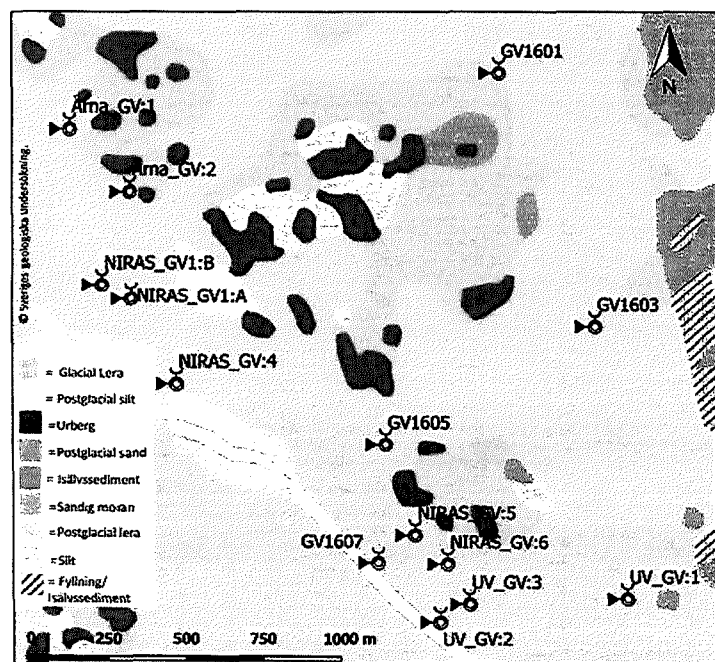 GV1601
N
Arna_GV:1
Arna_GV:2
© Sveriges geologiska undersökning.
NIRAS_GV1:B
NIRAS_GV1:A
GV1603
NIRAS_GV:4
= Glacial Lera
= Postglacial silt
=Urberg
=Postglacial sand
= Isälvssediment
= Sandig morän
=Postglacial lera
=Silt
= Fyllning/
Isälvssediment
GV1605
NIRAS_GV:5
GV1607
NIRAS_GV:6
UV_GV:3
UV_GV:1
UV_GV:2
0 250 500 1000 m